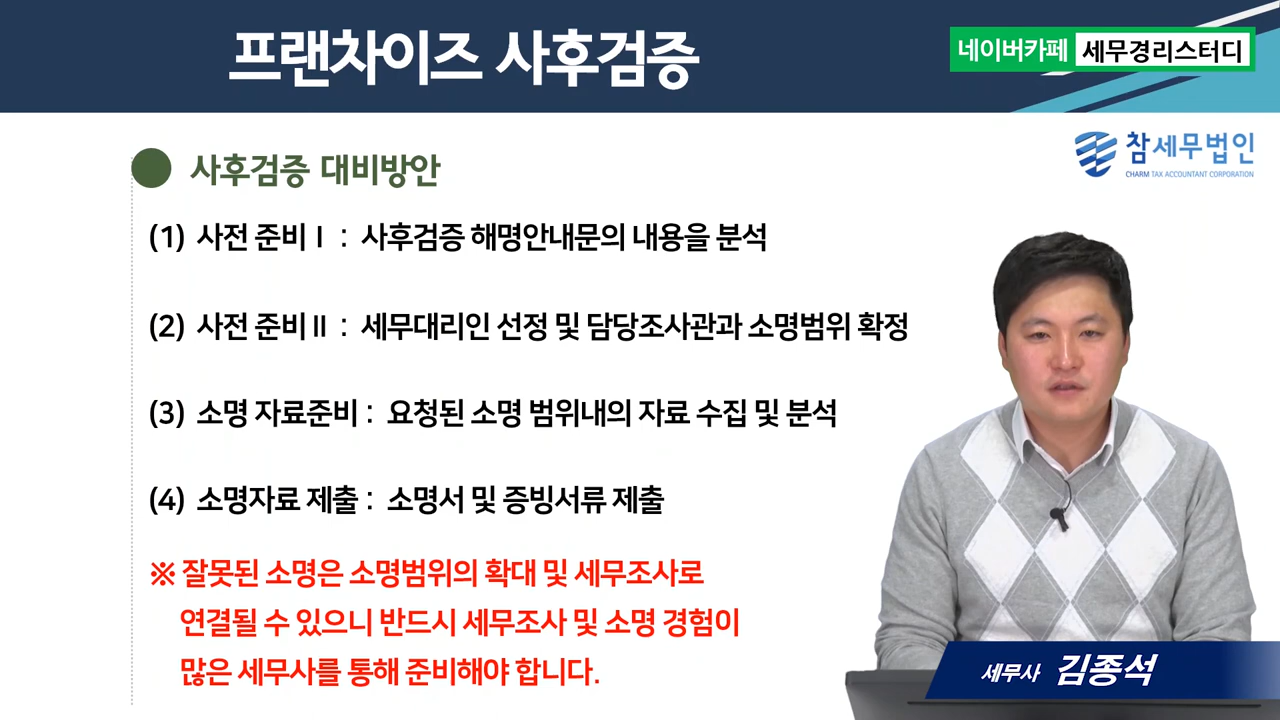 프랜차이즈 사후검증
네이버카페 세무경리스터디
참세무법인
CHARM TAX ACCOUNTANT CORPORATION
사후검증 대비방안
(1) 사전 준비 I : 사후검증 해명안내문의 내용을 분석
(2) 사전 준비 II : 세무대리인 선정 및 담당조사관과 소명범위 확정
(3) 소명 자료준비 : 요청된 소명 범위내의 자료 수집 및 분석
(4) 소명자료 제출 : 소명서 및 증빙서류 제출
※ 잘못된 소명은 소명범위의 확대 및 세무조사로
연결될 수 있으니 반드시 세무조사 및 소명 경험이
많은 세무사를 통해 준비해야 합니다.
세무사 김종석